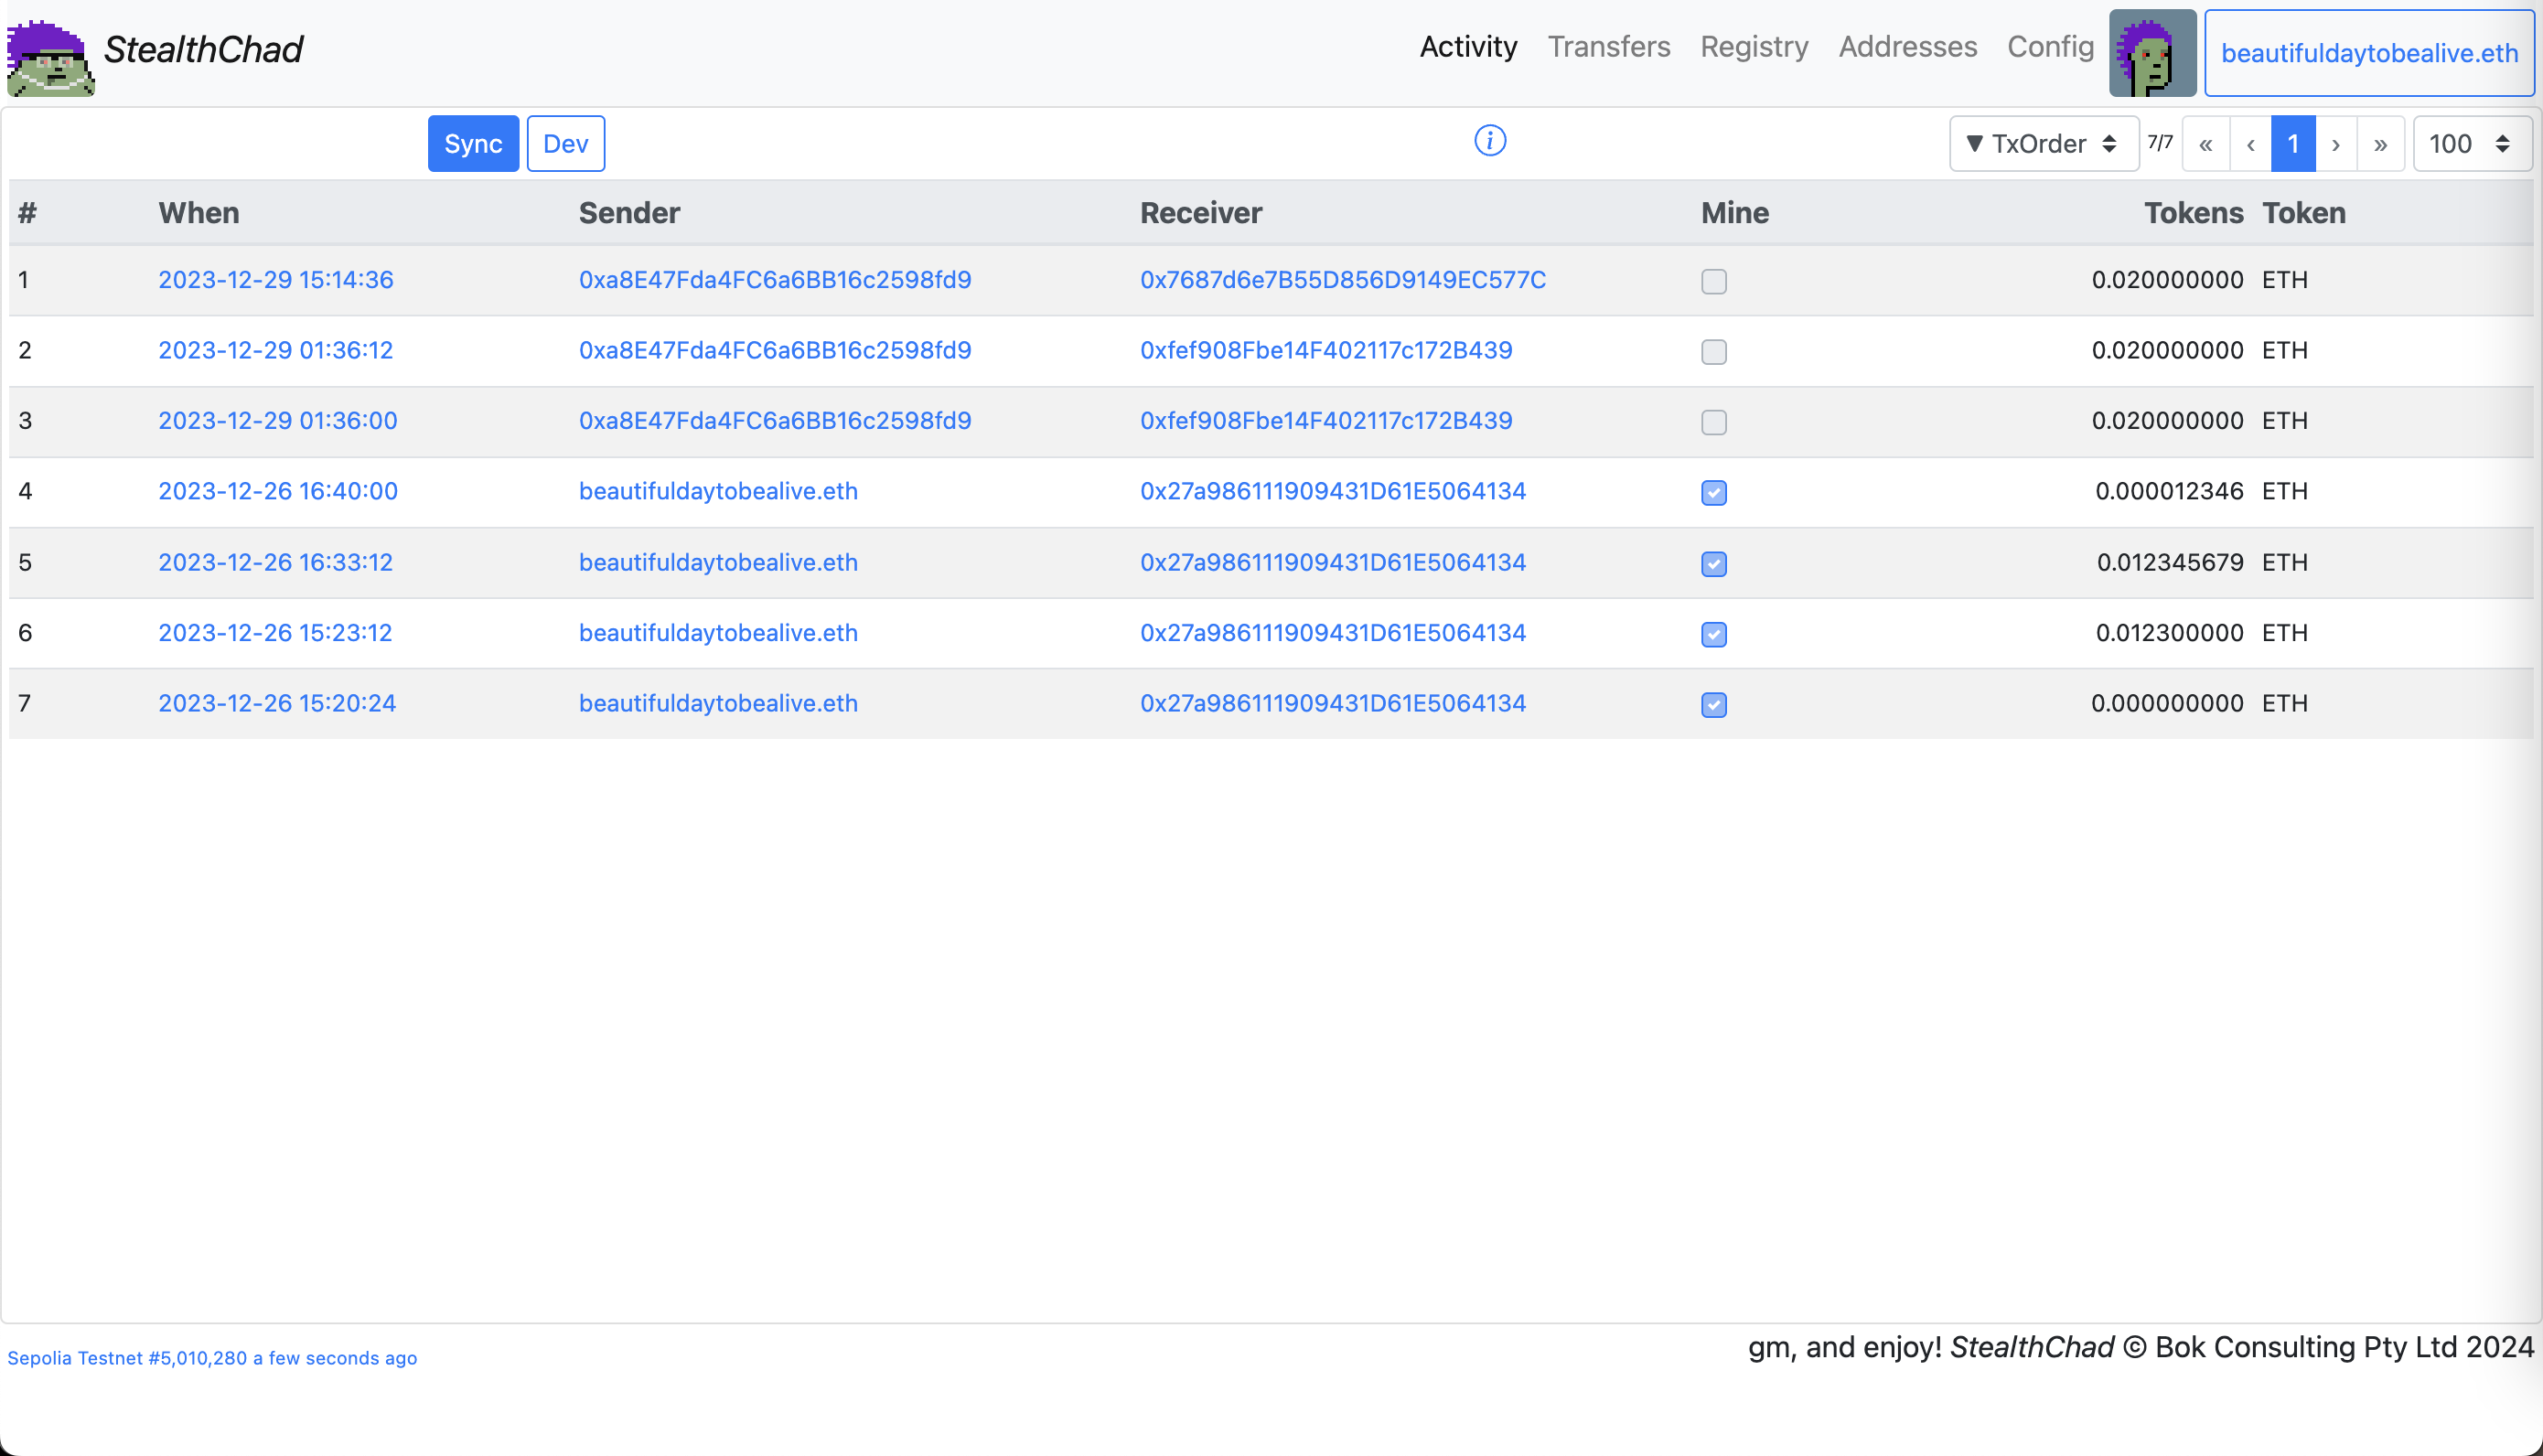 StealthChad Activity Transfers Registry Addresses Config beautifuldaytobealive.eth
Sync Dev i ▼ TxOrder 7/7 « ‹ 1 › » 100
# When Sender Receiver Mine Tokens Token
1 2023-12-29 15:14:36 0xa8E47Fda4FC6a6BB16c2598fd9 0x7687d6e7B55D856D9149EC577C 0.020000000 ETH
2 2023-12-29 01:36:12 0xa8E47Fda4FC6a6BB16c2598fd9 0xfef908Fbe14F402117c172B439 0.020000000 ETH
3 2023-12-29 01:36:00 0xa8E47Fda4FC6a6BB16c2598fd9 0xfef908Fbe14F402117c172B439 0.020000000 ETH
4 2023-12-26 16:40:00 beautifuldaytobealive.eth 0x27a986111909431D61E5064134 0.000012346 ETH
5 2023-12-26 16:33:12 beautifuldaytobealive.eth 0x27a986111909431D61E5064134 0.012345679 ETH
6 2023-12-26 15:23:12 beautifuldaytobealive.eth 0x27a986111909431D61E5064134 0.012300000 ETH
7 2023-12-26 15:20:24 beautifuldaytobealive.eth 0x27a986111909431D61E5064134 0.000000000 ETH
Sepolia Testnet #5,010,280 a few seconds ago gm, and enjoy! StealthChad © Bok Consulting Pty Ltd 2024